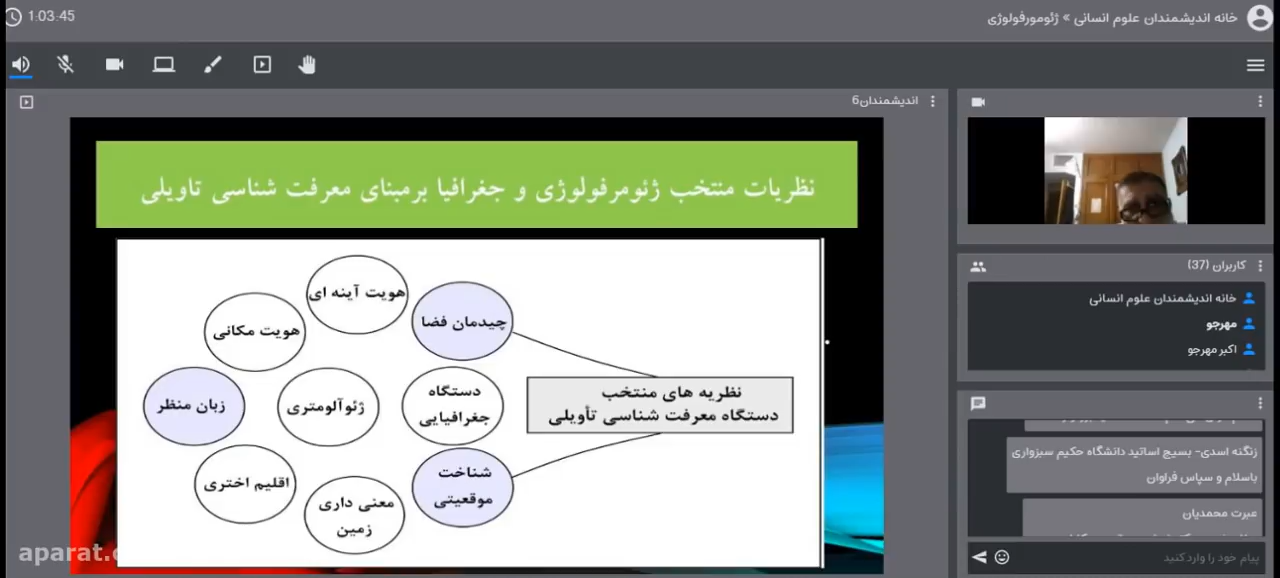 1:03:45
خانه اندیشمندان علوم انسانی » ژئومورفولوژی
اندیشمندان6
نظریات منتخب ژئومرفولوژی و جغرافیا برمبنای معرفت شناسی تاویلی
هویت آینه ای
چیدمان فضا
هویت مکانی
نظریه های منتخب
دستگاه معرفت شناسی تأویلی
دستگاه
جغرافیایی
ژئوآلومتری
زبان منظر
شناخت
موقعیتی
اقلیم اختری
معنی داری
زمین
کاربران (37)
خانه اندیشمندان علوم انسانی
مهرجو
اکبر مهرجو
زنگنه اسدی- بسیج اساتید دانشگاه حکیم سبزواری
باسلام و سپاس فراوان
عبرت محمدیان
پیام خود را وارد کنید
aparat.